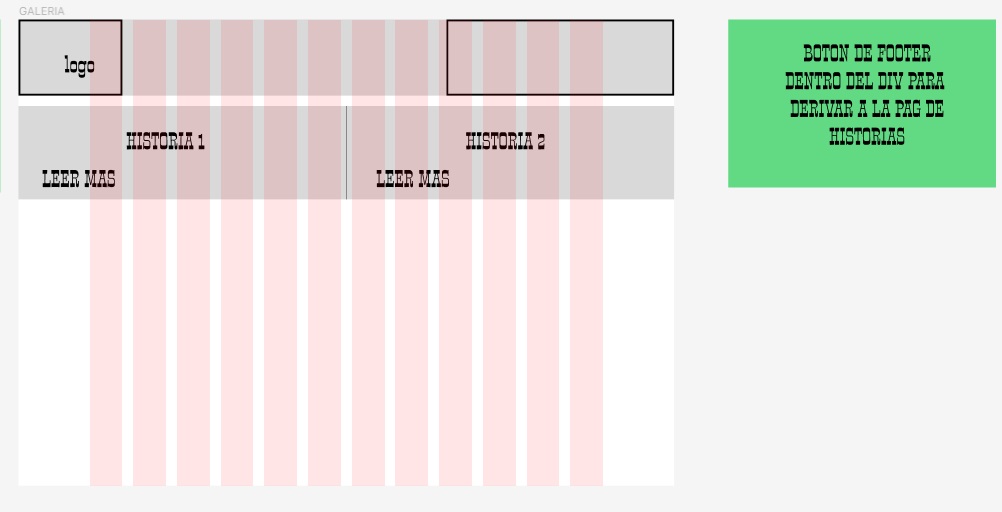 GALERIA
logo
HISTORIA 1
HISTORIA 2
LEER MAS
LEER MAS
BOTON DE FOOTER
DENTRO DEL DIV PARA
DERIVAR A LA PAG DE
HISTORIAS